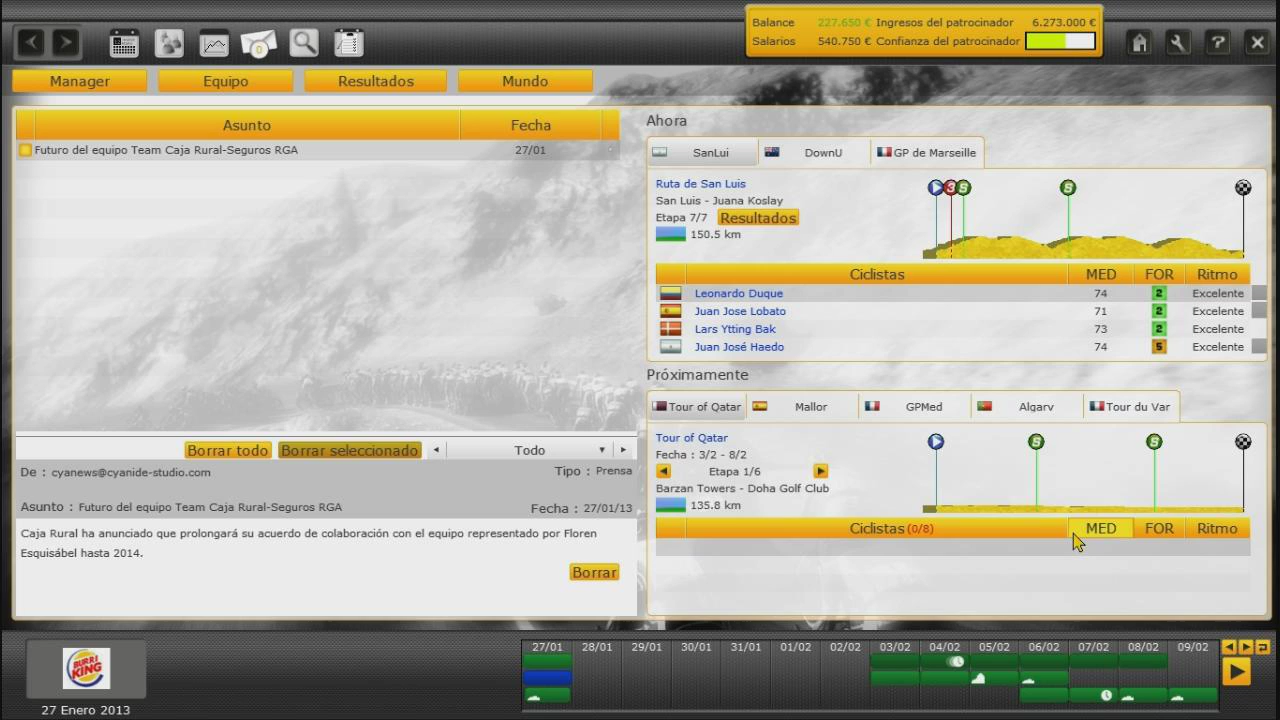 Balance 227.650 € Ingresos del patrocinador 6.273.000 €
Salarios 540.750 € Confianza del patrocinador
0
?
Manager Equipo Resultados Mundo
Asunto Fecha
Futuro del equipo Team Caja Rural-Seguros RGA 27/01
Borrar todo Borrar seleccionado Todo
De : cyanews@cyanide-studio.com Tipo : Prensa
Asunto : Futuro del equipo Team Caja Rural-Seguros RGA Fecha : 27/01/13
Caja Rural ha anunciado que prolongará su acuerdo de colaboración con el equipo representado por Floren
Esquisábel hasta 2014.
Borrar
Ahora
SanLui DownU GP de Marseille
Ruta de San Luis
San Luis - Juana Koslay
Etapa 7/7 Resultados
150.5 km
3 S S
Ciclistas MED FOR Ritmo
Leonardo Duque 74 2 Excelente
Juan Jose Lobato 71 2 Excelente
Lars Ytting Bak 73 2 Excelente
Juan José Haedo 74 5 Excelente
Próximamente
Tour of Qatar Mallor GPMed Algarv Tour du Var
Tour of Qatar
Fecha : 3/2 - 8/2
Etapa 1/6
Barzan Towers - Doha Golf Club
135.8 km
S S
Ciclistas (0/8) MED FOR Ritmo
BURRI KING
27 Enero 2013
27/01 28/01 29/01 30/01 31/01 01/02 02/02 03/02 04/02 05/02 06/02 07/02 08/02 09/02